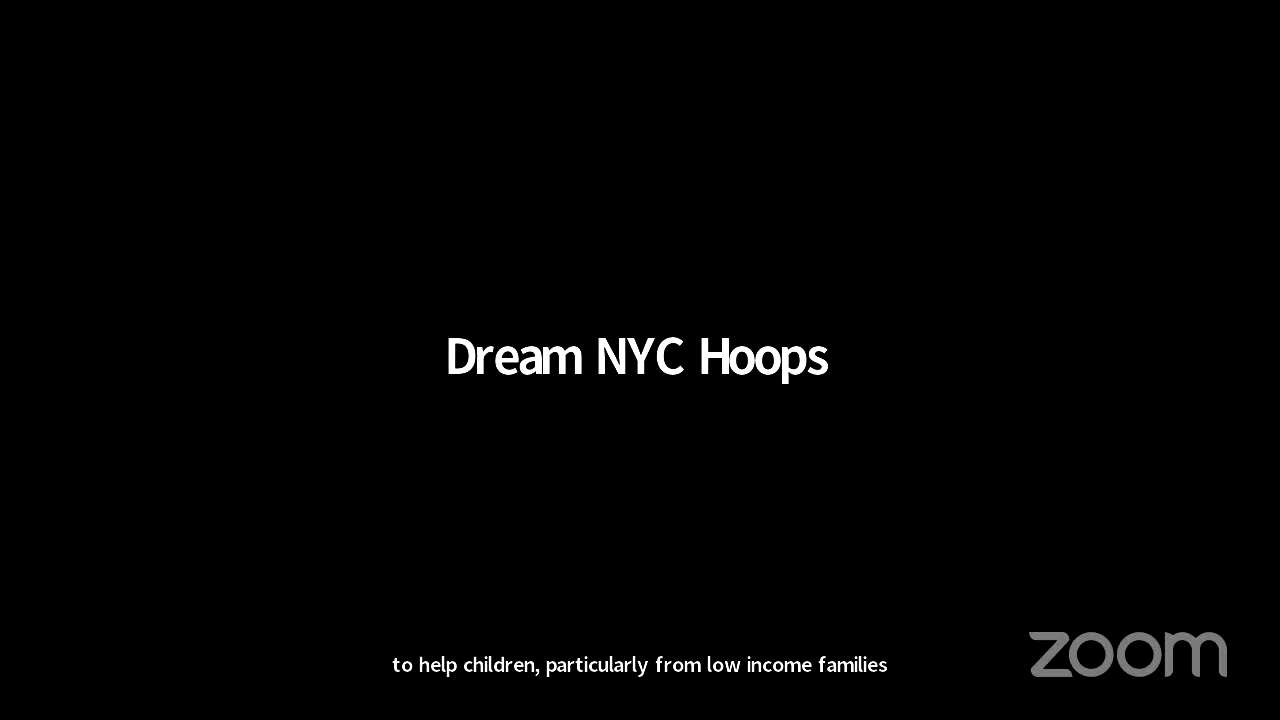 Dream NYC Hoops
to help children, particularly from low income families
zoom